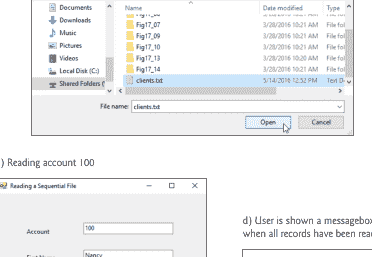 Name Date modified Type
Documents
Downloads Fig17_07 3/28/2016 10:21 AM File fol
Music Fig17_09 3/28/2016 10:21 AM File fol
Pictures Fig17_10 3/28/2016 10:21 AM File fol
Videos Fig17_13 3/28/2016 10:20 AM File fol
Local Disk (C:) Fig17_14 3/28/2016 10:21 AM File fol
Shared Folders clients.txt 5/14/2016 12:52 PM Text D
File name: clients.txt
Open Cancel
) Reading account 100
Reading a Sequential File
d) User is shown a messagebox
when all records have been read
Account 100
Nancy